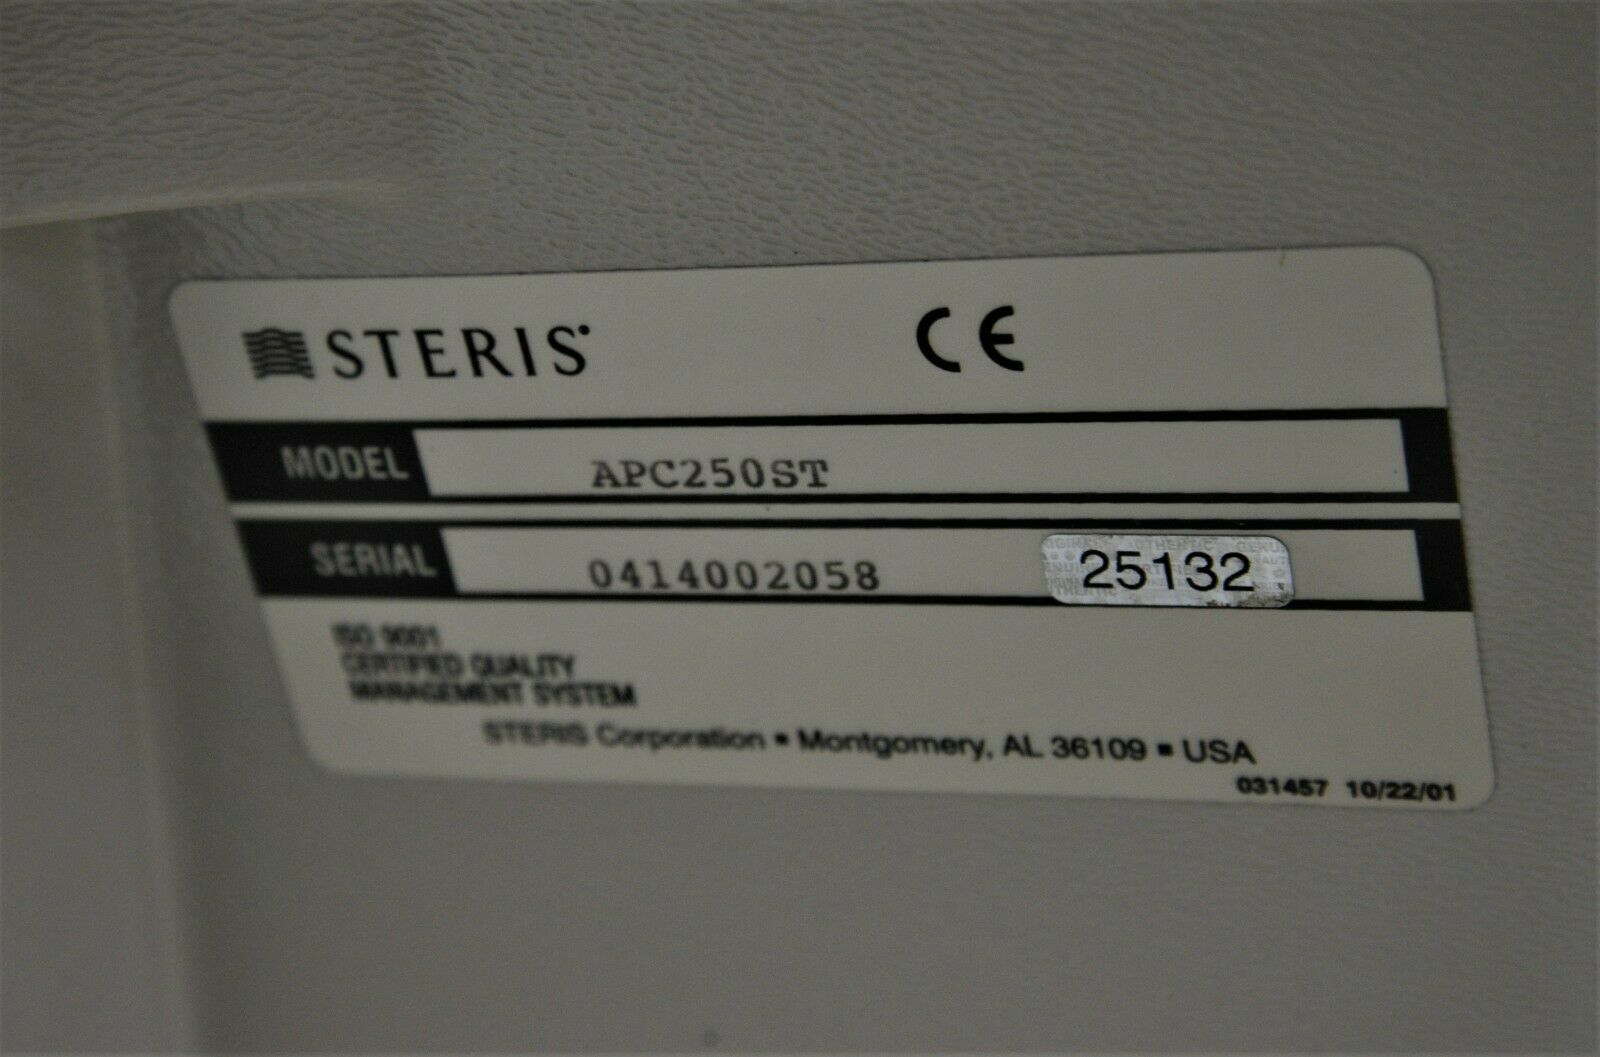 STERIS CE
MODEL APC250ST
SERIAL 0414002058 25132
ISO 9001
CERTIFIED QUALITY
MANAGEMENT SYSTEM
STERIS Corporation ▪ Montgomery, AL 36109 ▪ USA
031457 10/22/01